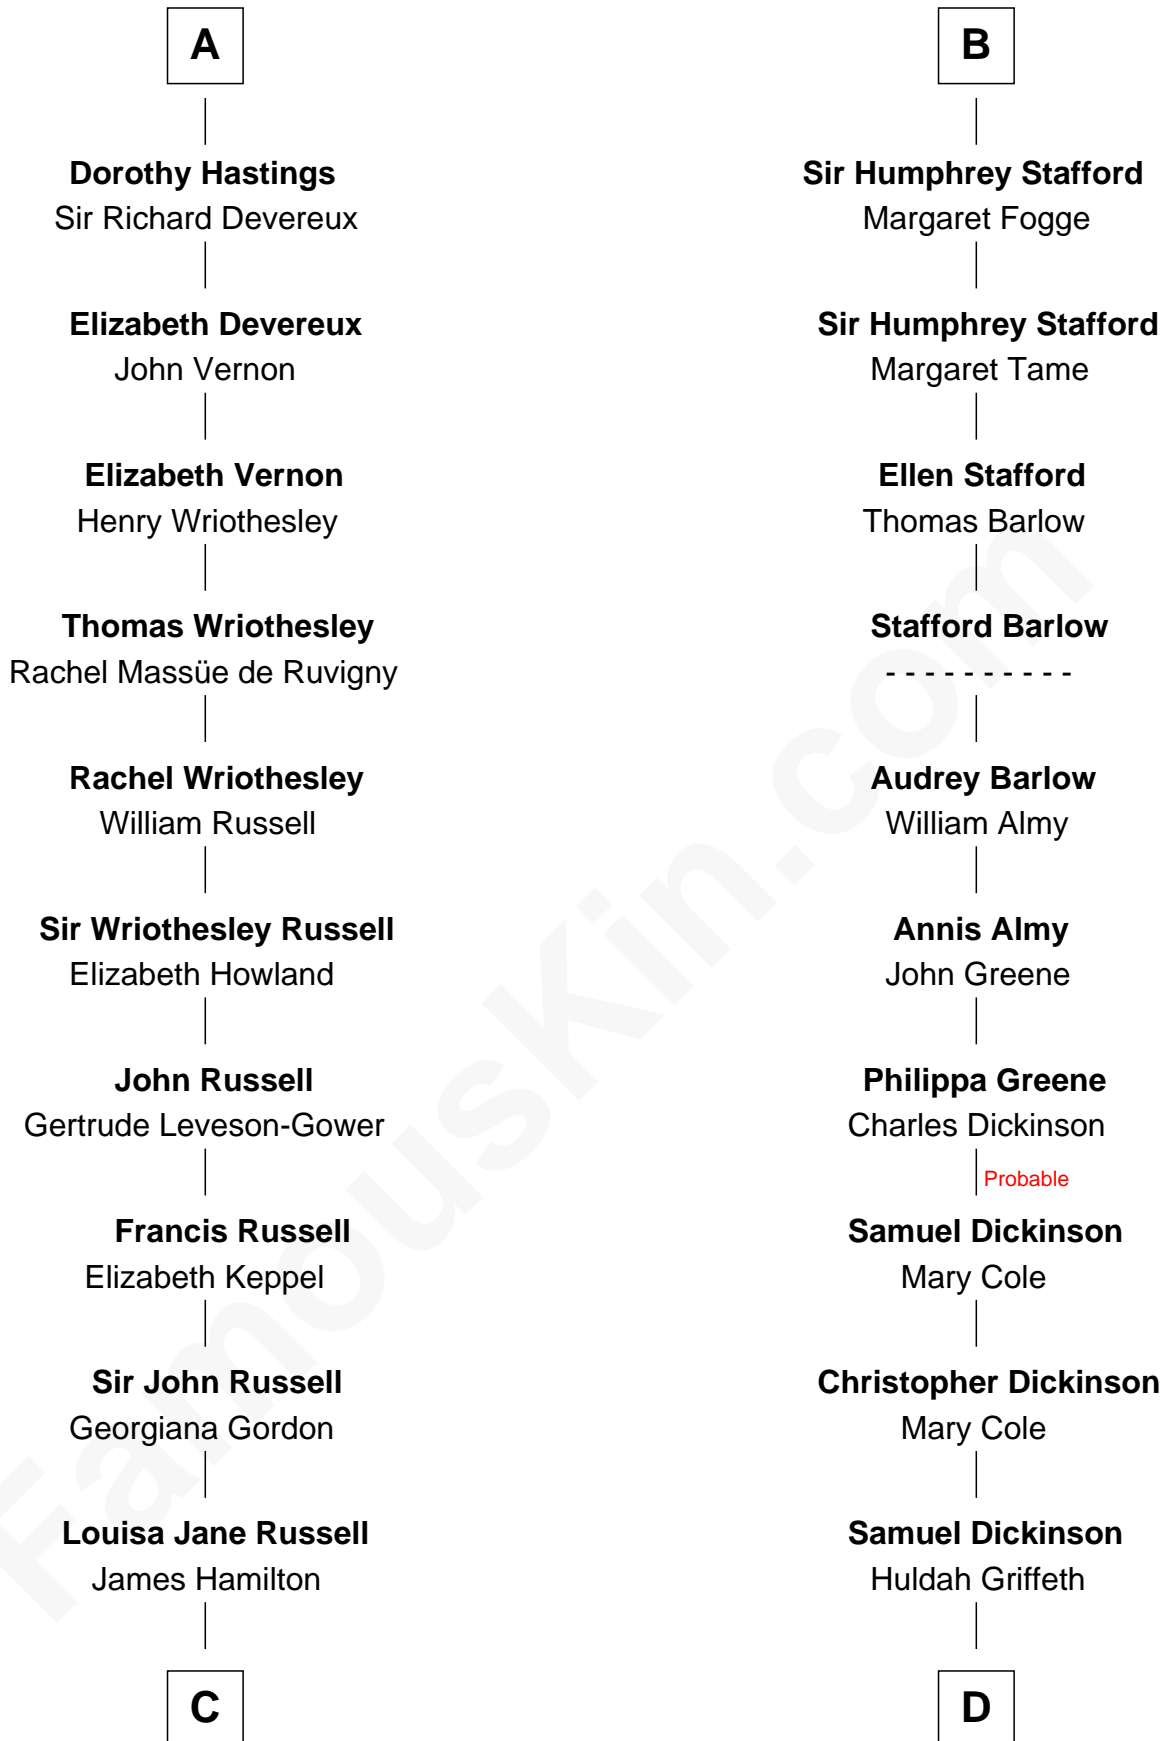 A
Dorothy Hastings
Sir Richard Devereux
Elizabeth Devereux
John Vernon
Elizabeth Vernon
Henry Wriothesley
Thomas Wriothesley
Rachel Massüe de Ruvigny
Rachel Wriothesley
William Russell
Sir Wriothesley Russell
Elizabeth Howland
John Russell
Gertrude Leveson-Gower
Francis Russell
Elizabeth Keppel
Sir John Russell
Georgiana Gordon
Louisa Jane Russell
James Hamilton
C
B
Sir Humphrey Stafford
Margaret Fogge
Sir Humphrey Stafford
Margaret Tame
Ellen Stafford
Thomas Barlow
Stafford Barlow
- - - - - - - - - -
Audrey Barlow
William Almy
Annis Almy
John Greene
Philippa Greene
Charles Dickinson
Probable
Samuel Dickinson
Mary Cole
Christopher Dickinson
Mary Cole
Samuel Dickinson
Huldah Griffeth
D
FamousKin.com